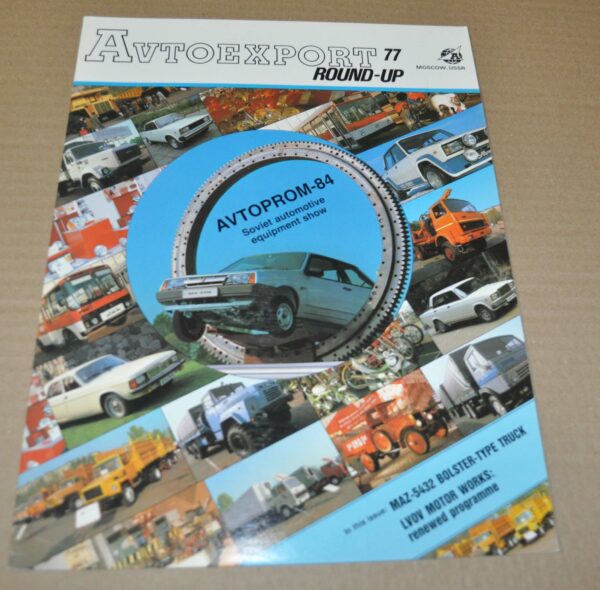 AVTOEXPORT 77
ROUND-UP
MOSCOW, USSR
AVTOPROM-84
Soviet automotive
equipment show
In this issue: MAZ-5432 BOLSTER-TYPE TRUCK
LVOV MOTOR WORKS:
renewed programme